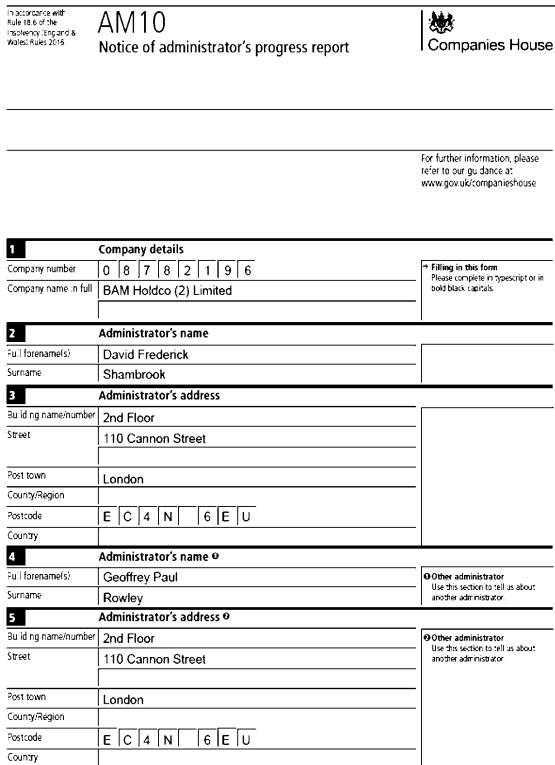 In accordance with
Rule 18.6 of the
Insolvency (England &
Wales) Rules 2016.
AM10
Notice of administrator's progress report
Companies House
For further information, please
refer to our guidance at
www.gov.uk/companieshouse
1 Company details
Company number 0 8 7 8 2 1 9 6
→ Filling in this form
Please complete in typescript or in
bold black capitals.
Company name in full BAM Holdco (2) Limited
2 Administrator's name
Full forename(s) David Frederick
Surname Shambrook
3 Administrator's address
Building name/number 2nd Floor
Street 110 Cannon Street
Post town London
County/Region
Postcode E C 4 N 6 E U
Country
4 Administrator's name ❶
Full forename(s) Geoffrey Paul
❶ Other administrator
Use this section to tell us about
another administrator.
Surname Rowley
5 Administrator's address ❷
Building name/number 2nd Floor
❷ Other administrator
Use this section to tell us about
another administrator.
Street 110 Cannon Street
Post town London
County/Region
Postcode E C 4 N 6 E U
Country